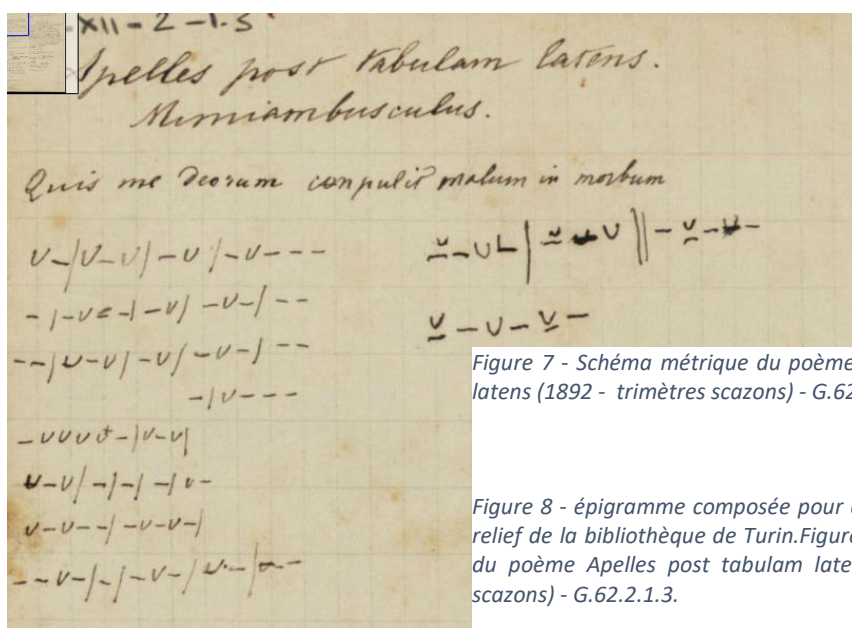 XII - 2 - 1.3
Apelles post tabulam latens.
Mimiambusculus.
Quis me deorum conpulit malum in morbum
Figure 7 - Schéma métrique du poème
latens (1892 - trimètres scazons) - G.62
Figure 8 - épigramme composée pour
relief de la bibliothèque de Turin.Figure
du poème Apelles post tabulam late
scazons) - G.62.2.1.3.